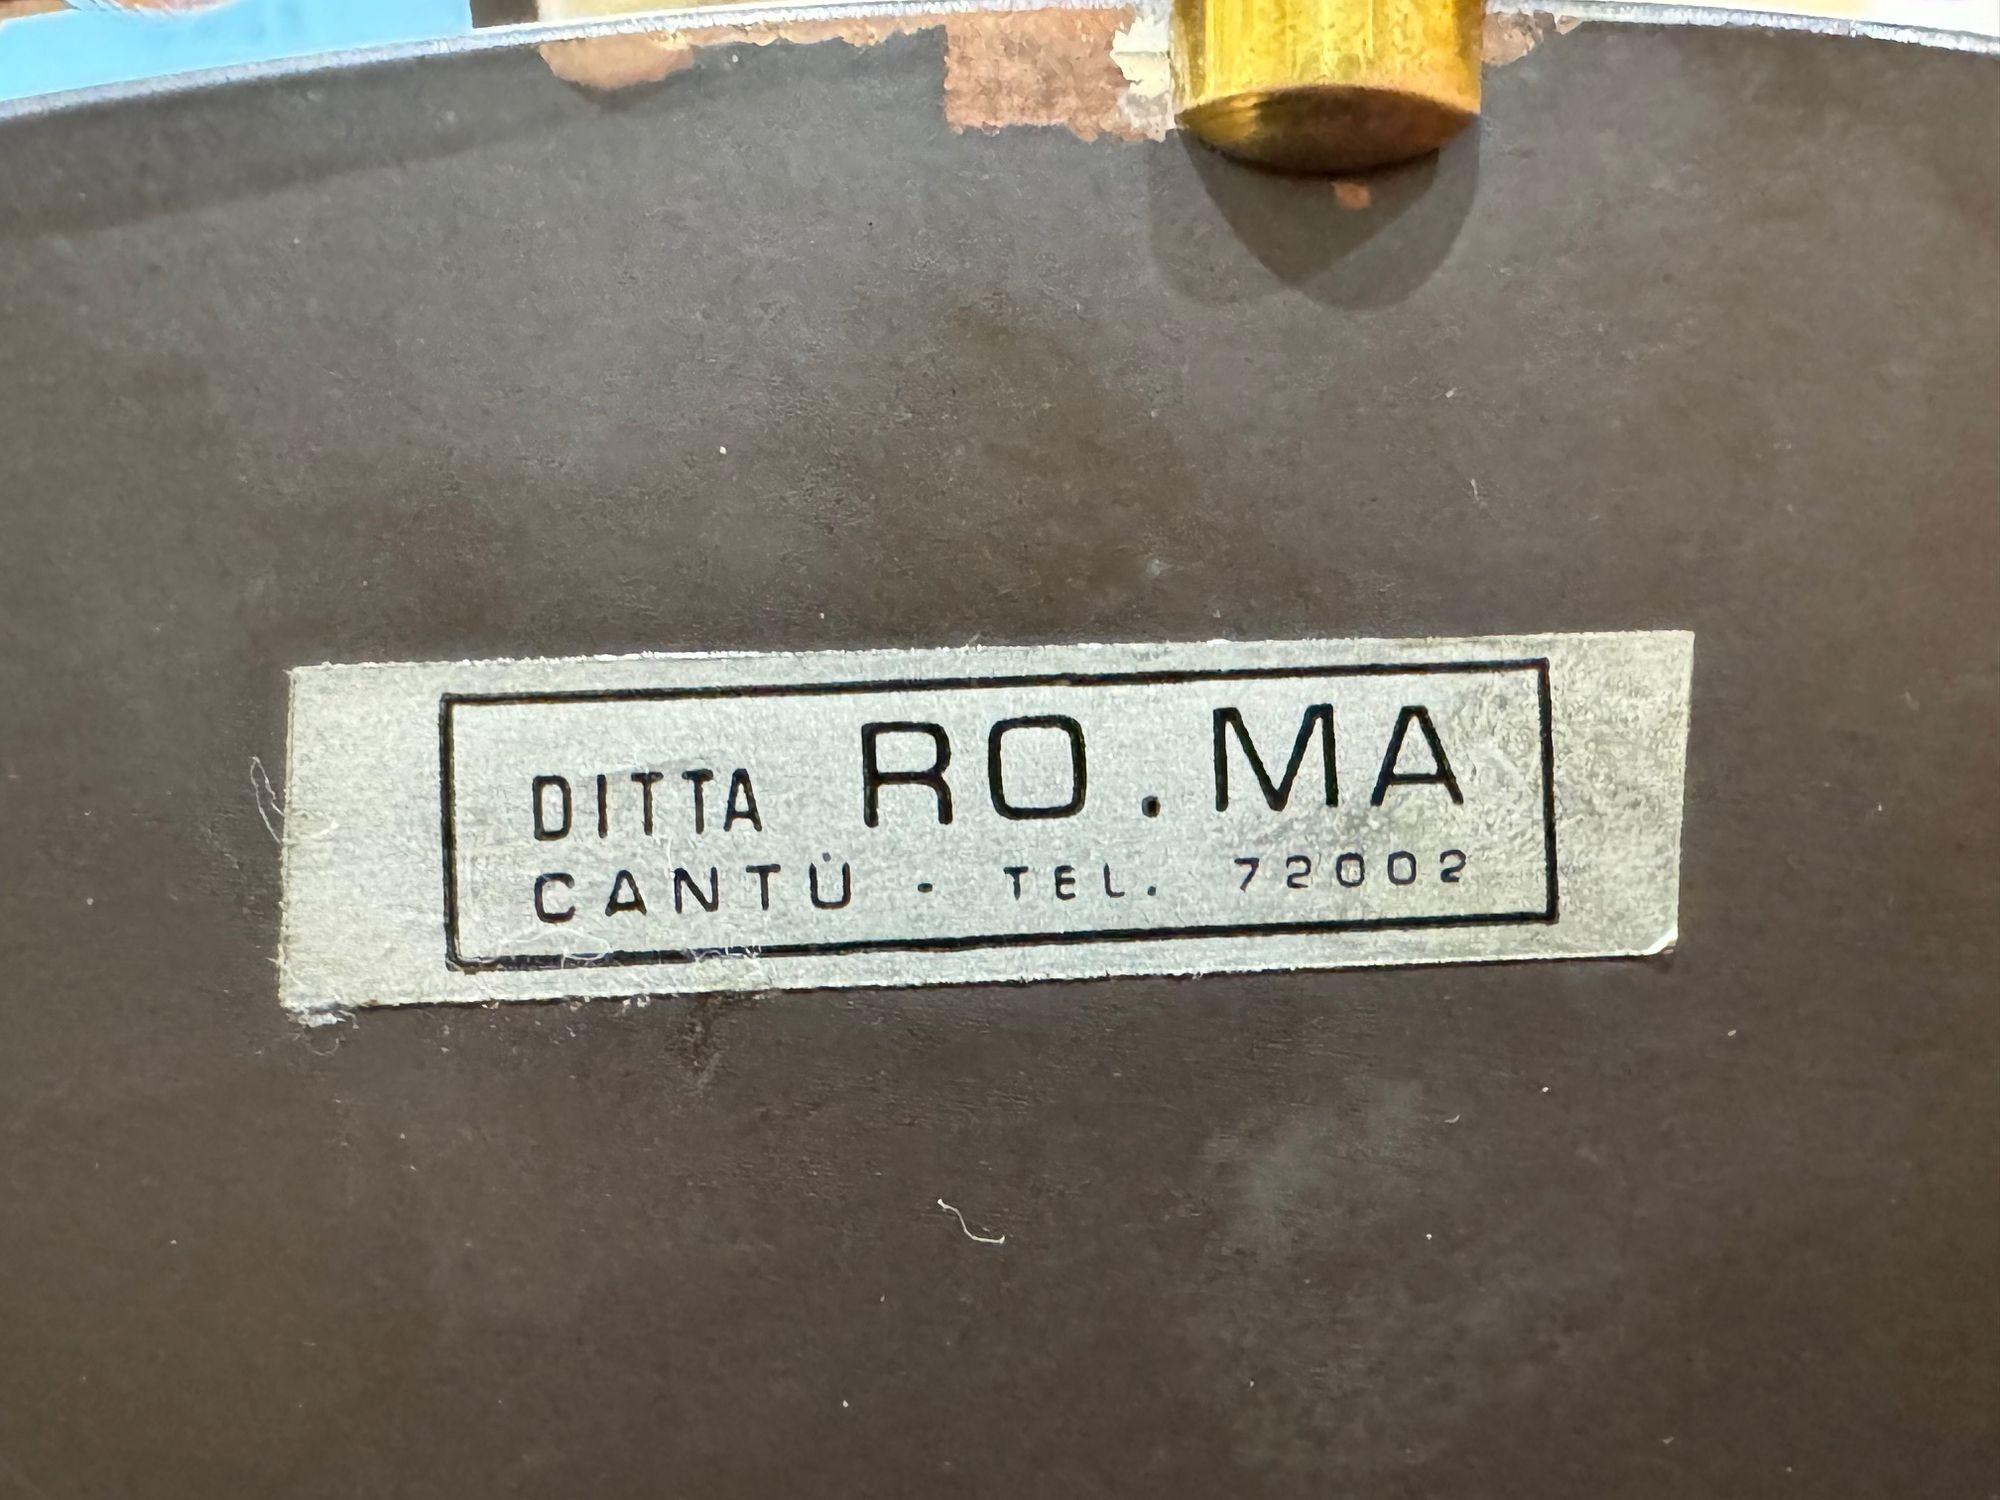 DITTA RO.MA
CANTÙ - TEL. 72002